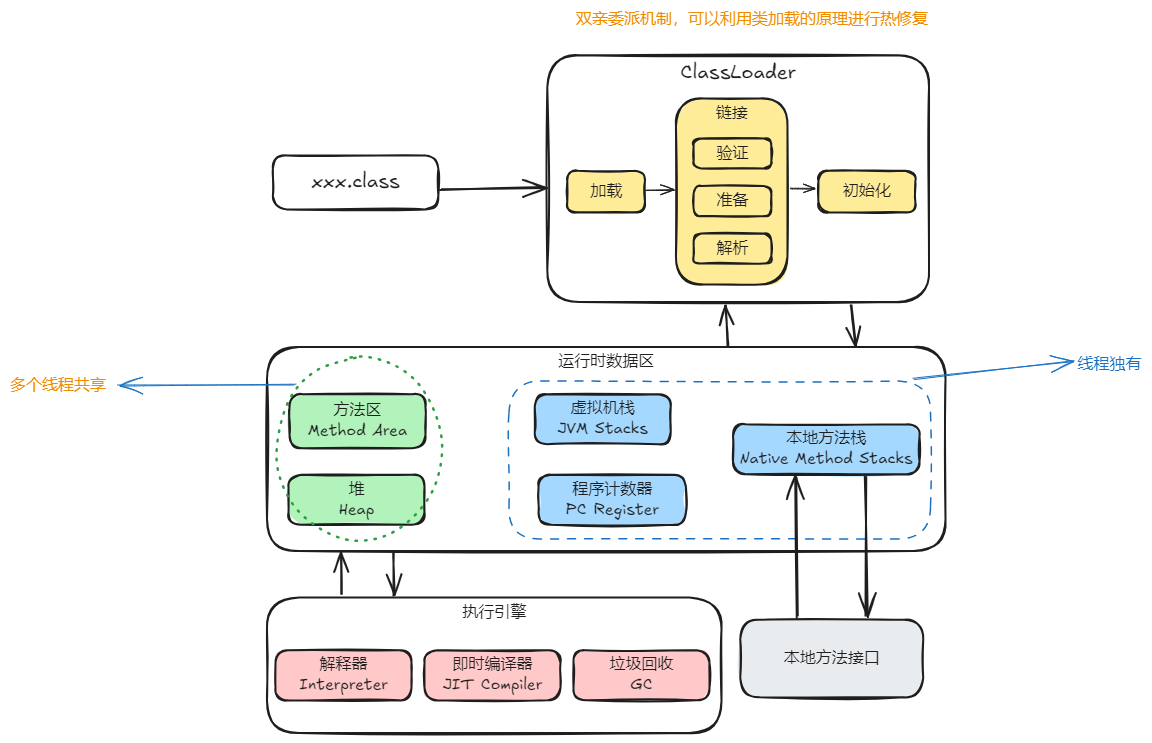 双亲委派机制，可以利用类加载的原理进行热修复
ClassLoader
链接
验证
xxx.class
加载
准备
初始化
解析
运行时数据区
多个线程共享
线程独有
方法区
Method Area
虚拟机栈
JVM Stacks
本地方法栈
Native Method Stacks
堆
Heap
程序计数器
PC Register
执行引擎
解释器
Interpreter
即时编译器
JIT Compiler
垃圾回收
GC
本地方法接口